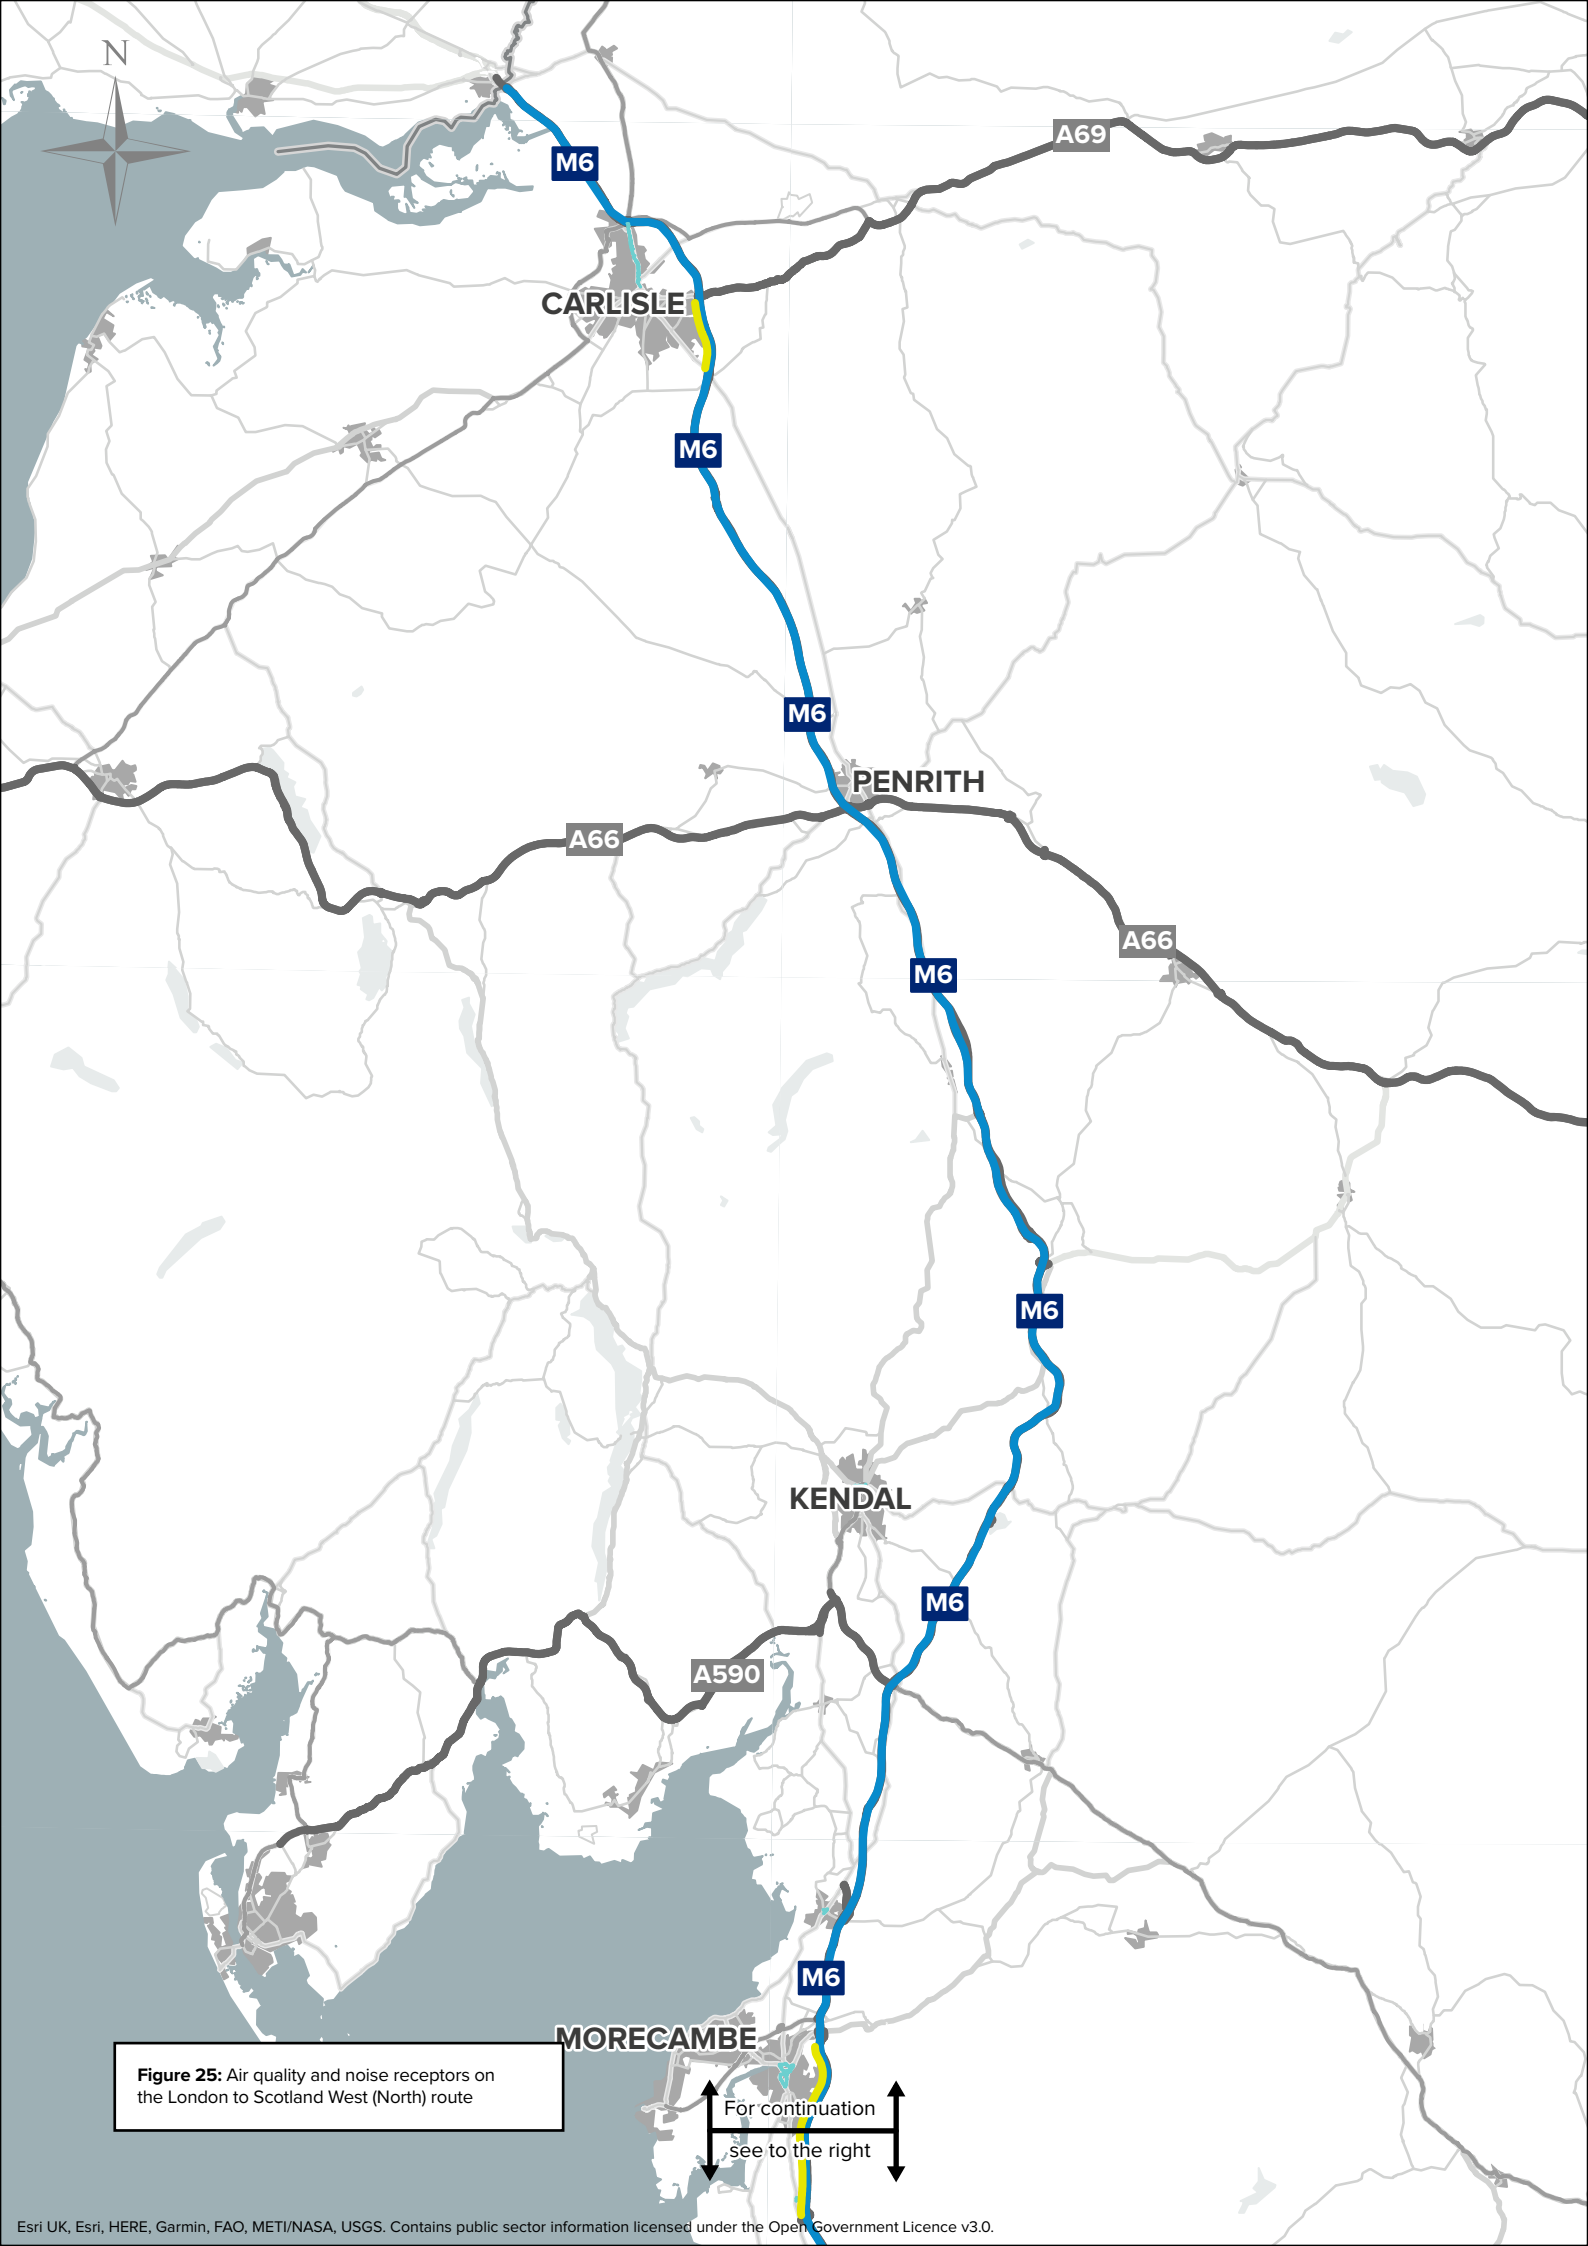 N
A69
M6
CARLISLE
M6
M6
PENRITH
A66
A66
M6
M6
KENDAL
M6
A590
M6
MORECAMBE
Figure 25: Air quality and noise receptors on
the London to Scotland West (North) route
For continuation
see to the right
Esri UK, Esri, HERE, Garmin, FAO, METI/NASA, USGS. Contains public sector information licensed under the Open Government Licence v3.0.